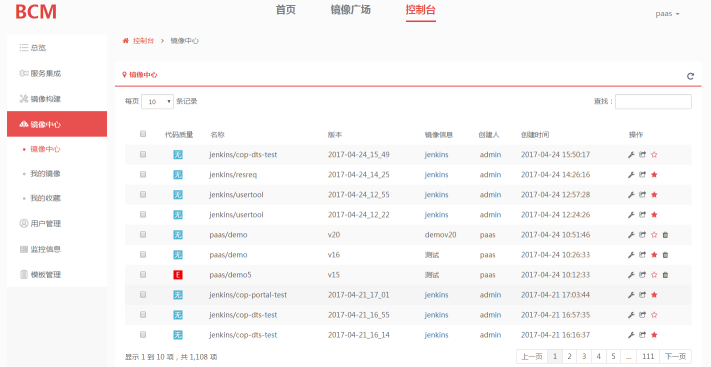 BCM
首页 镜像广场 控制台 paas
总览
服务集成
镜像构建
镜像中心
镜像中心
我的镜像
我的收藏
用户管理
监控信息
模板管理
控制台 > 镜像中心
镜像中心
每页 10 条记录 查找：
代码质量 名称 版本 镜像信息 创建人 创建时间 操作
无 jenkins/cop-dts-test 2017-04-24_15_49 jenkins admin 2017-04-24 15:50:17
无 jenkins/resreq 2017-04-24_14_25 jenkins admin 2017-04-24 14:26:16
无 jenkins/usertool 2017-04-24_12_55 jenkins admin 2017-04-24 12:57:28
无 jenkins/usertool 2017-04-24_12_22 jenkins admin 2017-04-24 12:24:26
无 paas/demo v20 demov20 paas 2017-04-24 10:51:46
无 paas/demo v16 测试 paas 2017-04-24 10:26:33
E paas/demo5 v15 测试 paas 2017-04-24 10:12:33
无 jenkins/cop-portal-test 2017-04-21_17_01 jenkins admin 2017-04-21 17:03:44
无 jenkins/cop-dts-test 2017-04-21_16_55 jenkins admin 2017-04-21 16:57:35
无 jenkins/cop-dts-test 2017-04-21_16_14 jenkins admin 2017-04-21 16:16:37
显示 1 到 10 项，共 1,108 项 上一页 1 2 3 4 5 ... 111 下一页